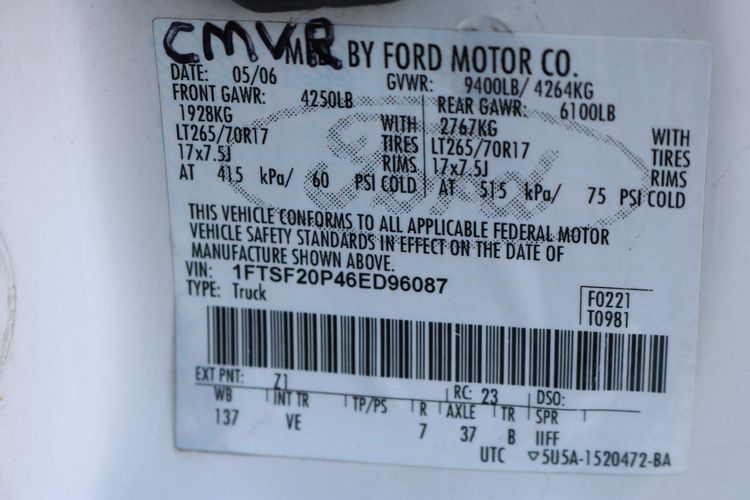 CMVR
MFD. BY FORD MOTOR CO.
DATE: 05/06 GVWR: 9400LB/ 4264KG
FRONT GAWR: 4250LB REAR GAWR: 6100LB
1928KG WITH 2767KG WITH
LT265/70R17 TIRES LT265/70R17 TIRES
17x7.5J RIMS 17x7.5J RIMS
AT 415 kPa/ 60 PSI COLD AT 515 kPa/ 75 PSI COLD
Ford
THIS VEHICLE CONFORMS TO ALL APPLICABLE FEDERAL MOTOR
VEHICLE SAFETY STANDARDS IN EFFECT ON THE DATE OF
MANUFACTURE SHOWN ABOVE.
VIN: 1FTSF20P46ED96087
TYPE: Truck
F0221
T0981
EXT PNT: Z1 RC: 23 DSO:
WB INT TR TP/PS R AXLE TR SPR
137 VE 7 37 B IIFF
UTC ▽5U5A-1520472-BA